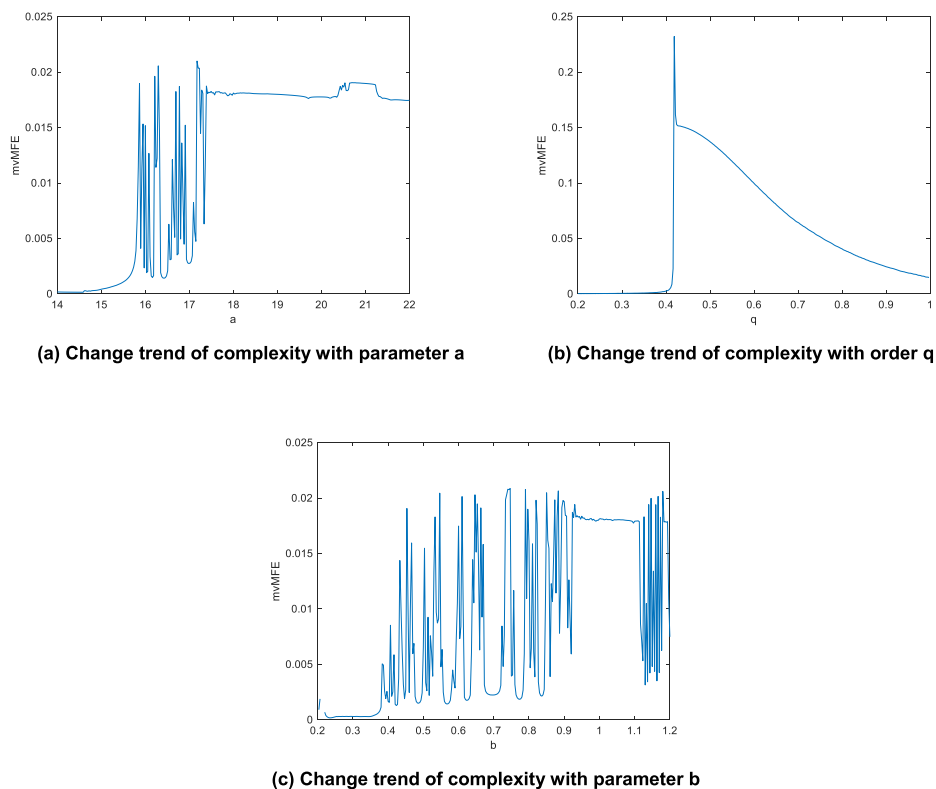 0.025
0.02
0.015
0.01
0.005
0
mvMFE
14 15 16 17 18 19 20 21 22
a
(a) Change trend of complexity with parameter a
0.25
0.2
0.15
0.1
0.05
0
mvMFE
0.2 0.3 0.4 0.5 0.6 0.7 0.8 0.9 1
q
(b) Change trend of complexity with order q
0.025
0.02
0.015
0.01
0.005
0
mvMFE
0.2 0.3 0.4 0.5 0.6 0.7 0.8 0.9 1 1.1 1.2
b
(c) Change trend of complexity with parameter b